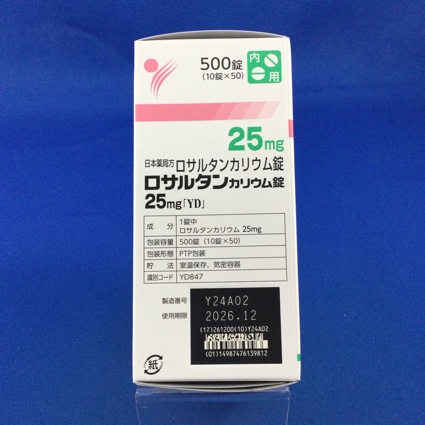 500錠
(10錠×50)
内
用
25mg
日本薬局方 ロサルタンカリウム錠
ロサルタンカリウム錠
25mg「YD」
成分 1錠中
ロサルタンカリウム 25mg
包装容量 500錠(10錠×50)
包装形態 PTP包装
貯法 室温保存、気密容器
識別コード YD847
製造番号 Y24A02
使用期限 2026.12
(17)261200(10)Y24A02
(01)14987476139812
紙